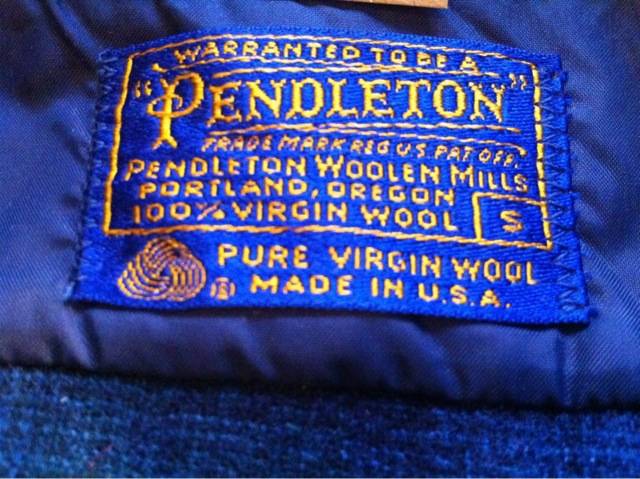 WARRANTED TO BE A
"PENDLETON"
TRADE MARK REG U.S. PAT OFF.
PENDLETON WOOLEN MILLS
PORTLAND, OREGON
100% VIRGIN WOOL S
PURE VIRGIN WOOL
® MADE IN U.S.A.